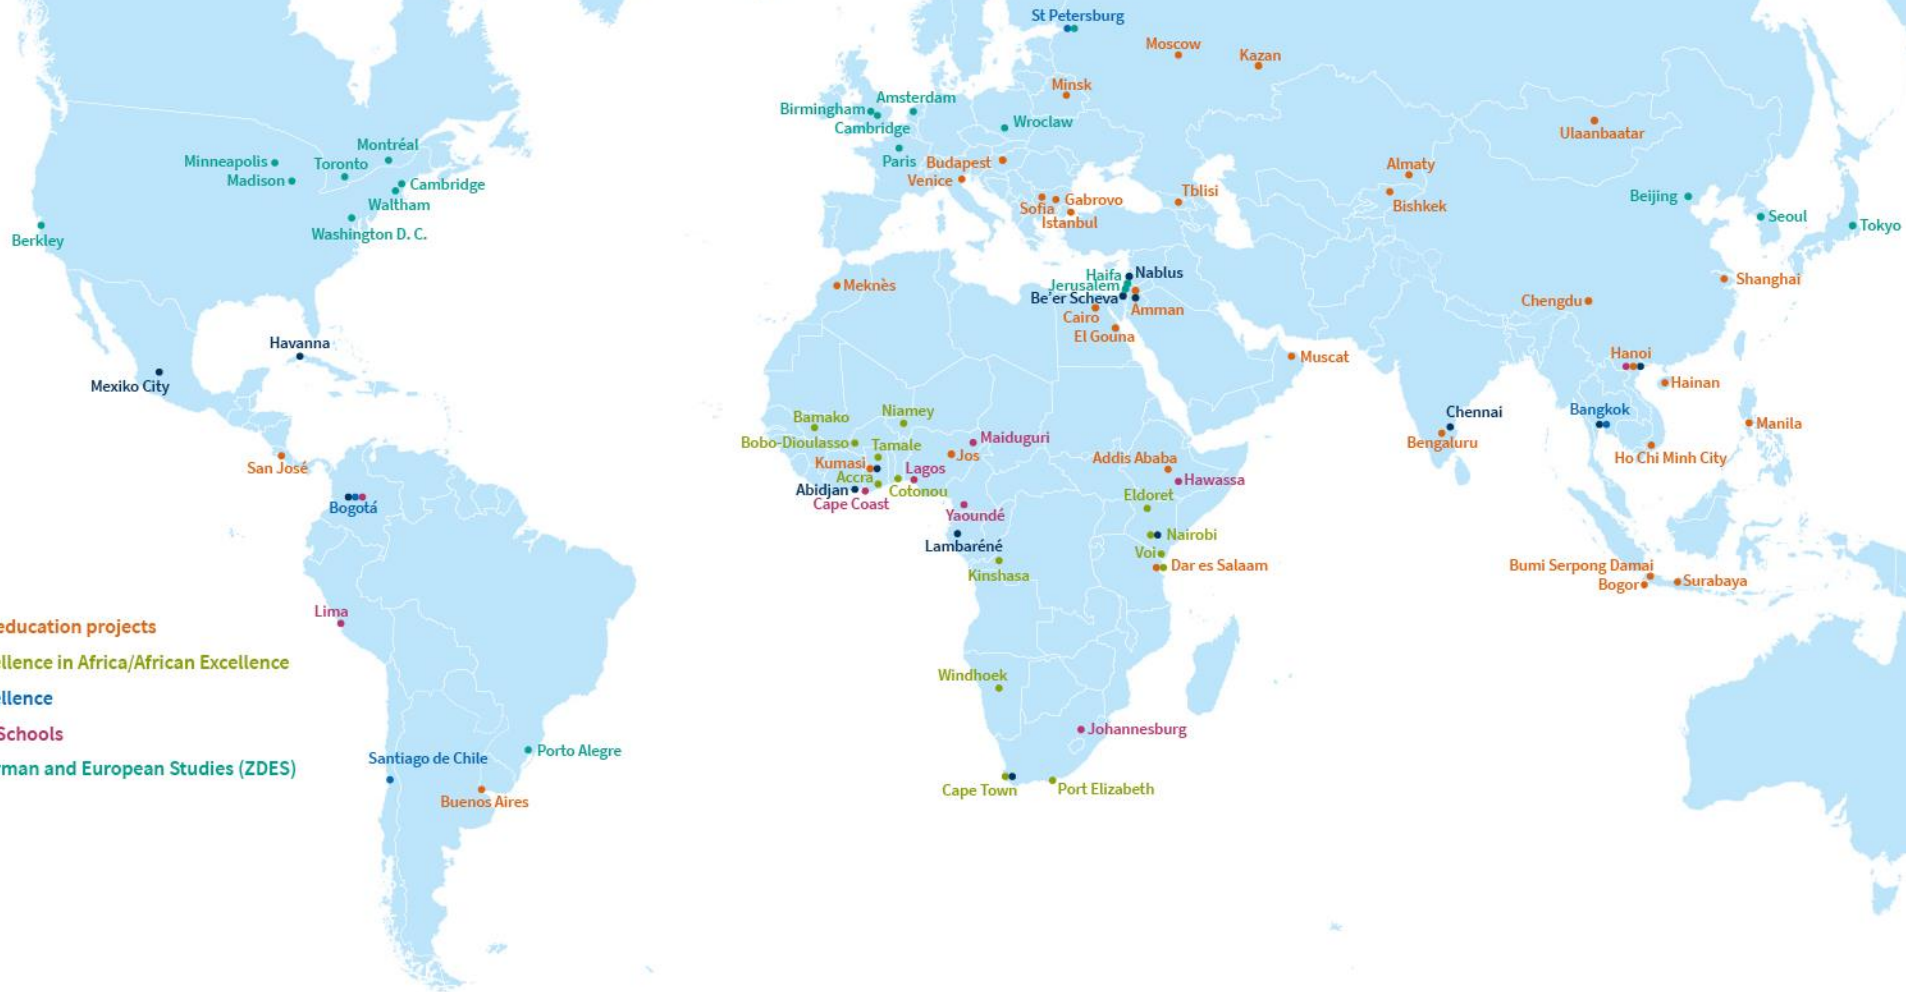 St Petersburg
Moscow
Kazan
Minsk
Birmingham
Amsterdam
Cambridge
Wroclaw
Ulaanbaatar
Montréal
Minneapolis
Toronto
Madison
Cambridge
Waltham
Washington D. C.
Berkley
Paris
Budapest
Venice
Sofia
Gabrovo
Istanbul
Tblisi
Almaty
Bishkek
Beijing
Seoul
Tokyo
Haifa
Nablus
Jerusalem
Be'er Scheva
Amman
Cairo
El Gouna
Meknès
Shanghai
Chengdu
Havanna
Mexiko City
Muscat
Hanoi
Hainan
Bamako
Niamey
Bobo-Dioulasso
Tamale
Maiduguri
Kumasi
Jos
Accra
Lagos
Abidjan
Cotonou
Cape Coast
Yaoundé
Addis Ababa
Hawassa
Eldoret
Chennai
Bengaluru
Bangkok
Manila
Ho Chi Minh City
San José
Bogotá
Lambaréné
Nairobi
Voi
Kinshasa
Dar es Salaam
Bumi Serpong Damai
Bogor
Surabaya
Lima
education projects
llence in Africa/African Excellence
llence
Schools
rman and European Studies (ZDES)
Windhoek
Johannesburg
Santiago de Chile
Porto Alegre
Buenos Aires
Cape Town
Port Elizabeth